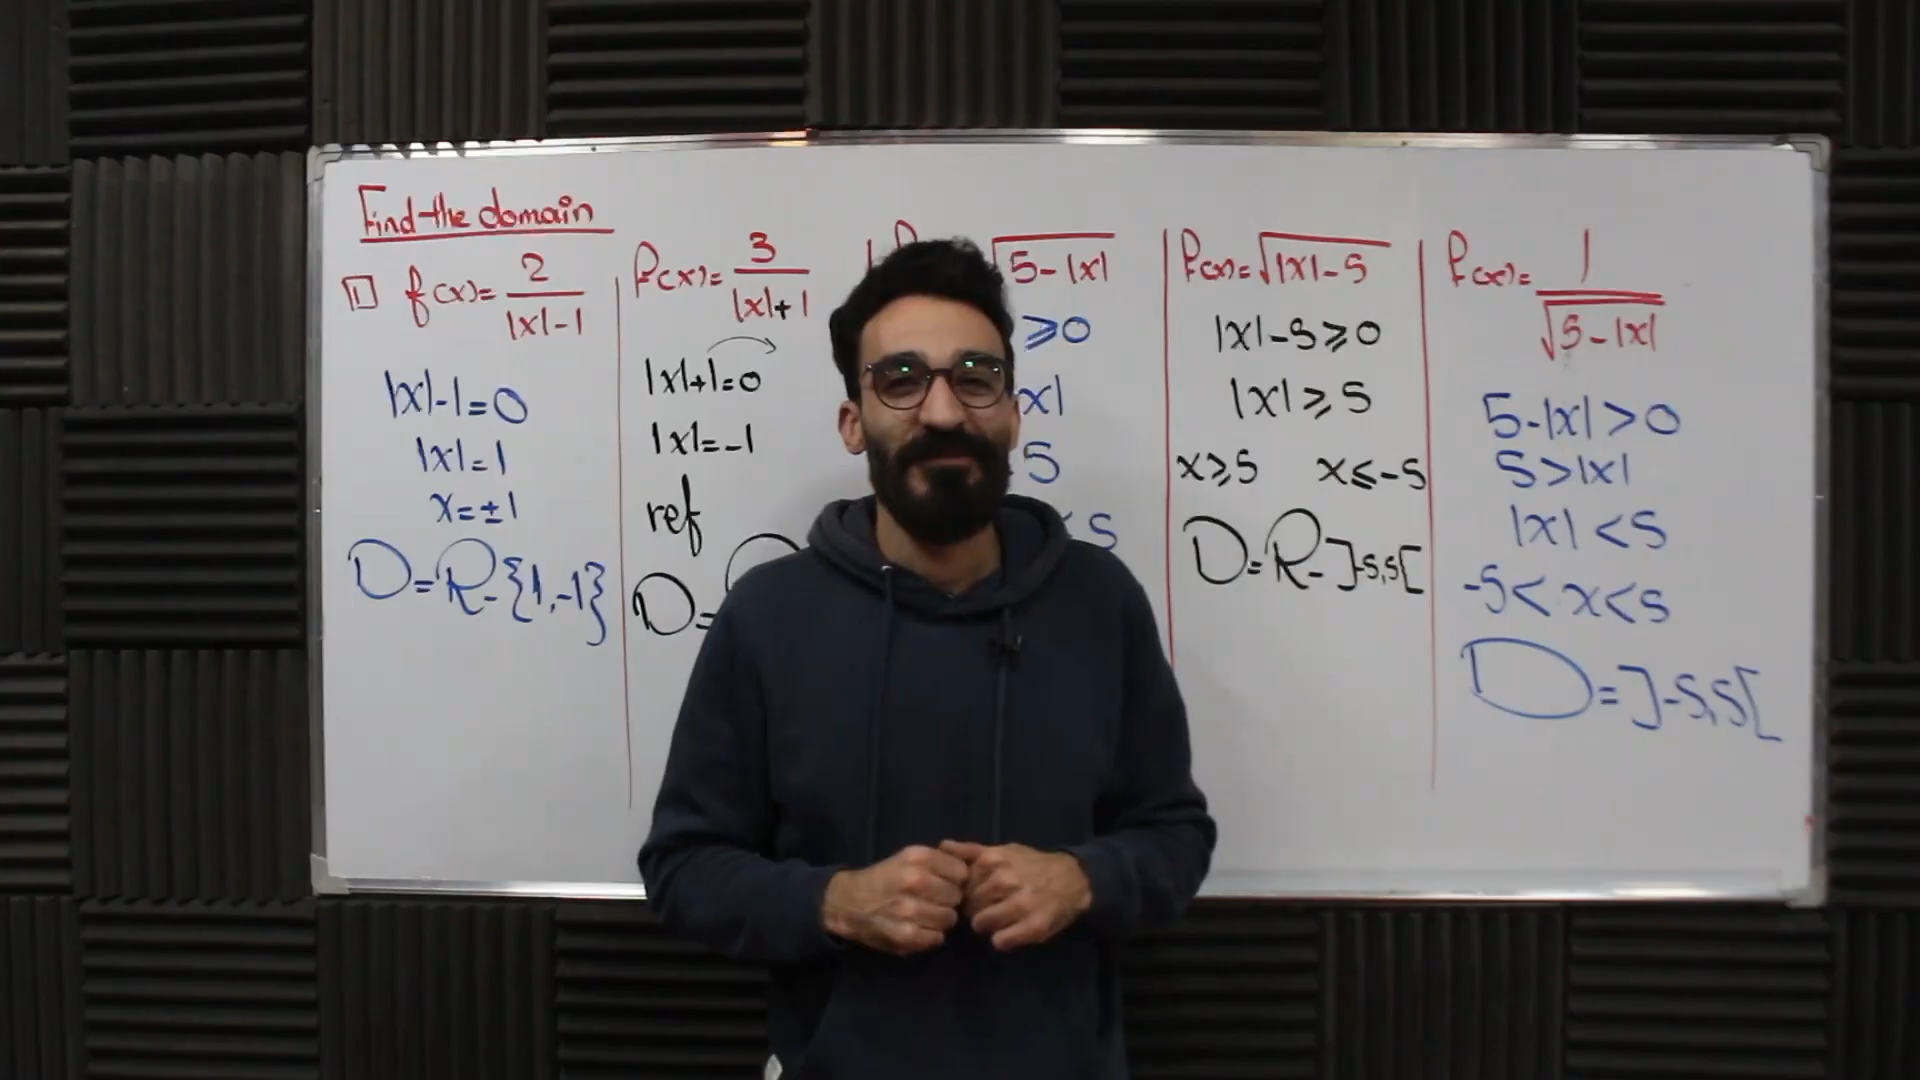 Find the domain
1 f(x)= 2/(|x|-1)
|x|-1=0
|x|=1
x=±1
D=R-{1,-1}
f(x)= 3/(|x|+1)
|x|+1=0
|x|=-1
ref
D=
√(5-|x|)
≥0
x|
5
< 5
f(x)=√(|x|-5)
|x|-5≥0
|x|≥5
x≥5 x≤-5
D=R-]-5,5[
f(x)= 1/√(5-|x|)
5-|x|>0
5>|x|
|x|<5
-5<x<5
D=]-5,5[